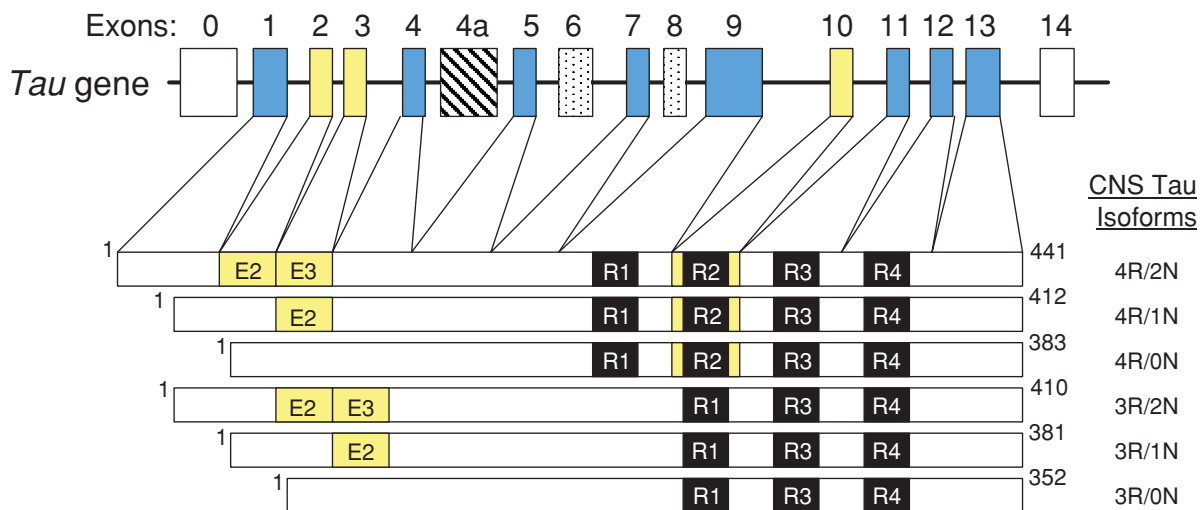 Exons: 0 1 2 3 4 4a 5 6 7 8 9 10 11 12 13 14
Tau gene
CNS Tau
Isoforms
1 E2 E3 R1 R2 R3 R4 441 4R/2N
1 E2 R1 R2 R3 R4 412 4R/1N
1 R1 R2 R3 R4 383 4R/0N
1 E2 E3 R1 R3 R4 410 3R/2N
1 E2 R1 R3 R4 381 3R/1N
1 R1 R3 R4 352 3R/0N